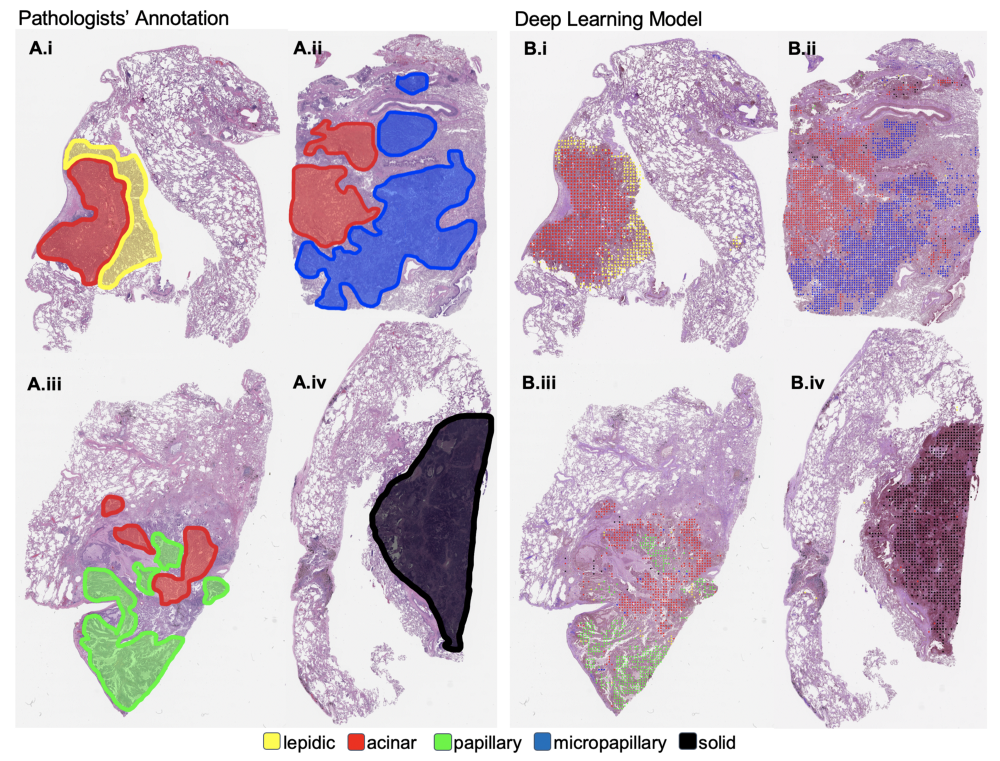 Pathologists' Annotation
Deep Learning Model
A.i
A.ii
B.i
B.ii
A.iii
A.iv
B.iii
B.iv
lepidic acinar papillary micropapillary solid